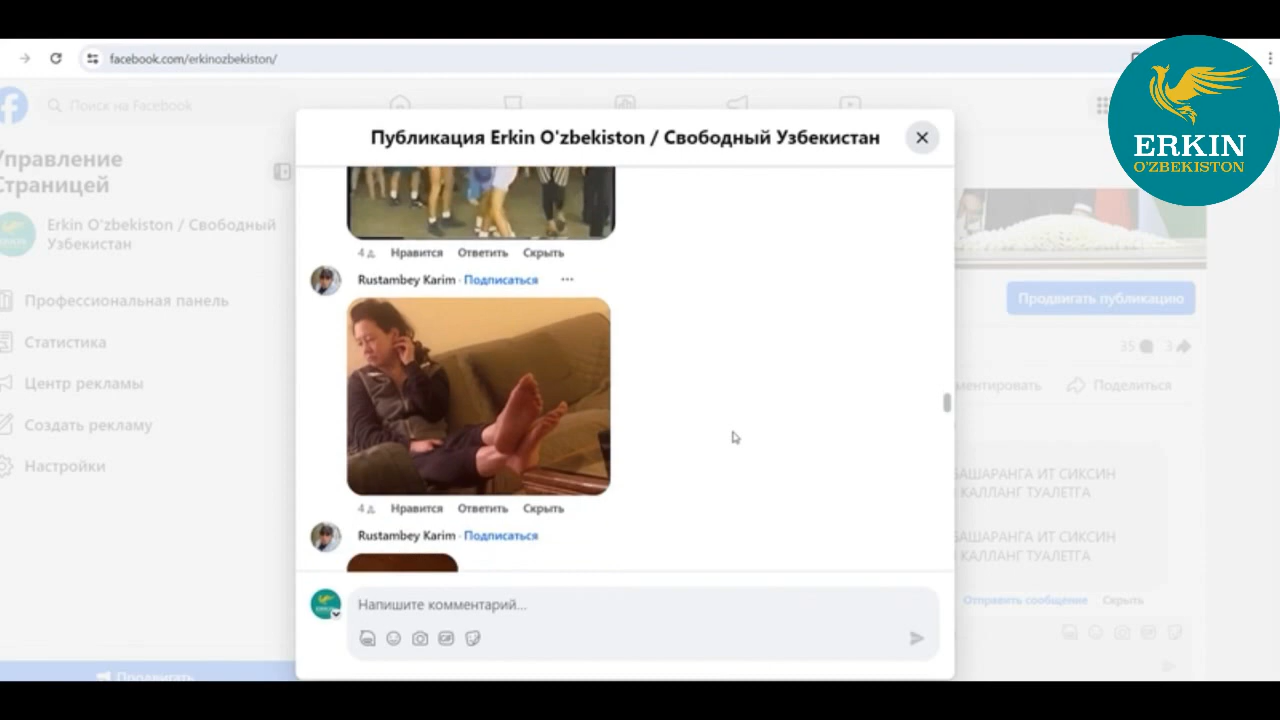 facebook.com/erkinozbekiston/
ERKIN
O'ZBEKISTON
Поиск на Facebook
Управление
Страницей
Erkin O'zbekiston / Свободный
Узбекистан
Профессиональная панель
Статистика
Центр рекламы
Создать рекламу
Настройки
Продвигать
Публикация Erkin O'zbekiston / Свободный Узбекистан
4 д.
Нравится Ответить Скрыть
Rustambey Karim · Подписаться
4 д.
Нравится Ответить Скрыть
Rustambey Karim · Подписаться
Напишите комментарий...
GIF
Продвигать публикацию
35 3
ментировать Поделиться
БАШАРАНГА ИТ СИКСИН
КАЛЛАНГ ТУАЛЕТГА
БАШАРАНГА ИТ СИКСИН
КАЛЛАНГ ТУАЛЕТГА
Отправить сообщение Скрыть